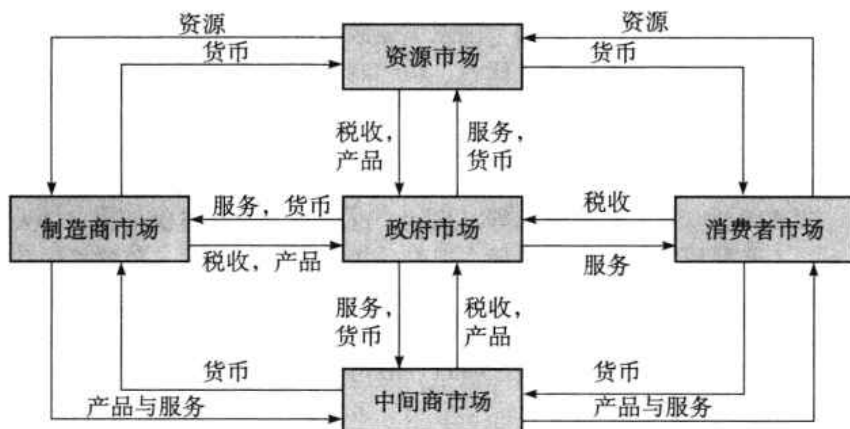 资源
资源
货币
资源市场
货币
税收，
产品
服务，
货币
服务，货币
税收
制造商市场
政府市场
消费者市场
税收，产品
服务
服务，
货币
税收，
产品
货币
货币
产品与服务
中间商市场
产品与服务